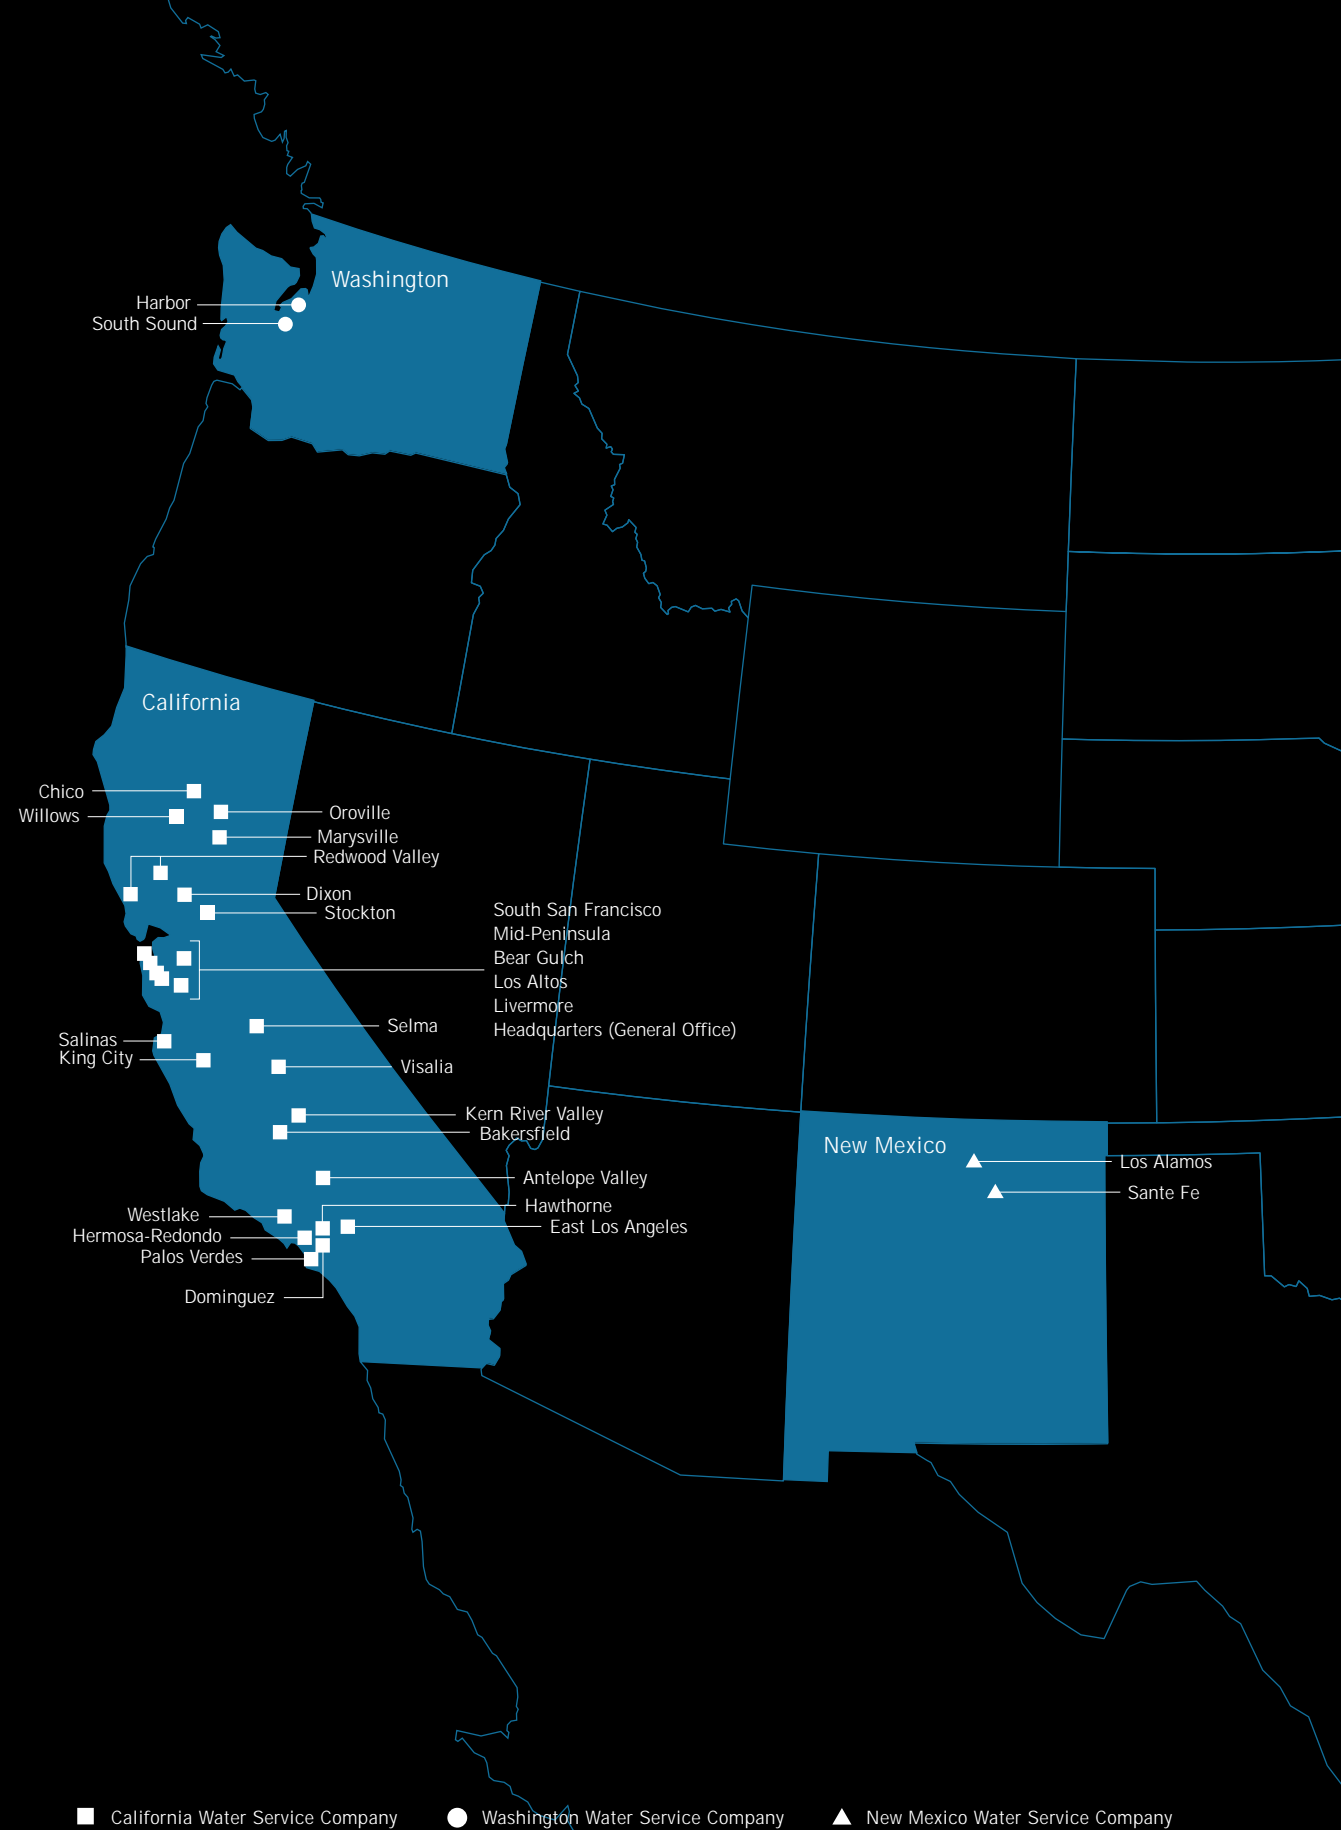 Washington
Harbor
South Sound
California
Chico
Willows
Oroville
Marysville
Redwood Valley
Dixon
Stockton
South San Francisco
Mid-Peninsula
Bear Gulch
Los Altos
Livermore
Headquarters (General Office)
Selma
Salinas
King City
Visalia
Kern River Valley
Bakersfield
New Mexico
Los Alamos
Antelope Valley
Sante Fe
Hawthorne
Westlake
East Los Angeles
Hermosa-Redondo
Palos Verdes
Dominguez
California Water Service Company
Washington Water Service Company
New Mexico Water Service Company